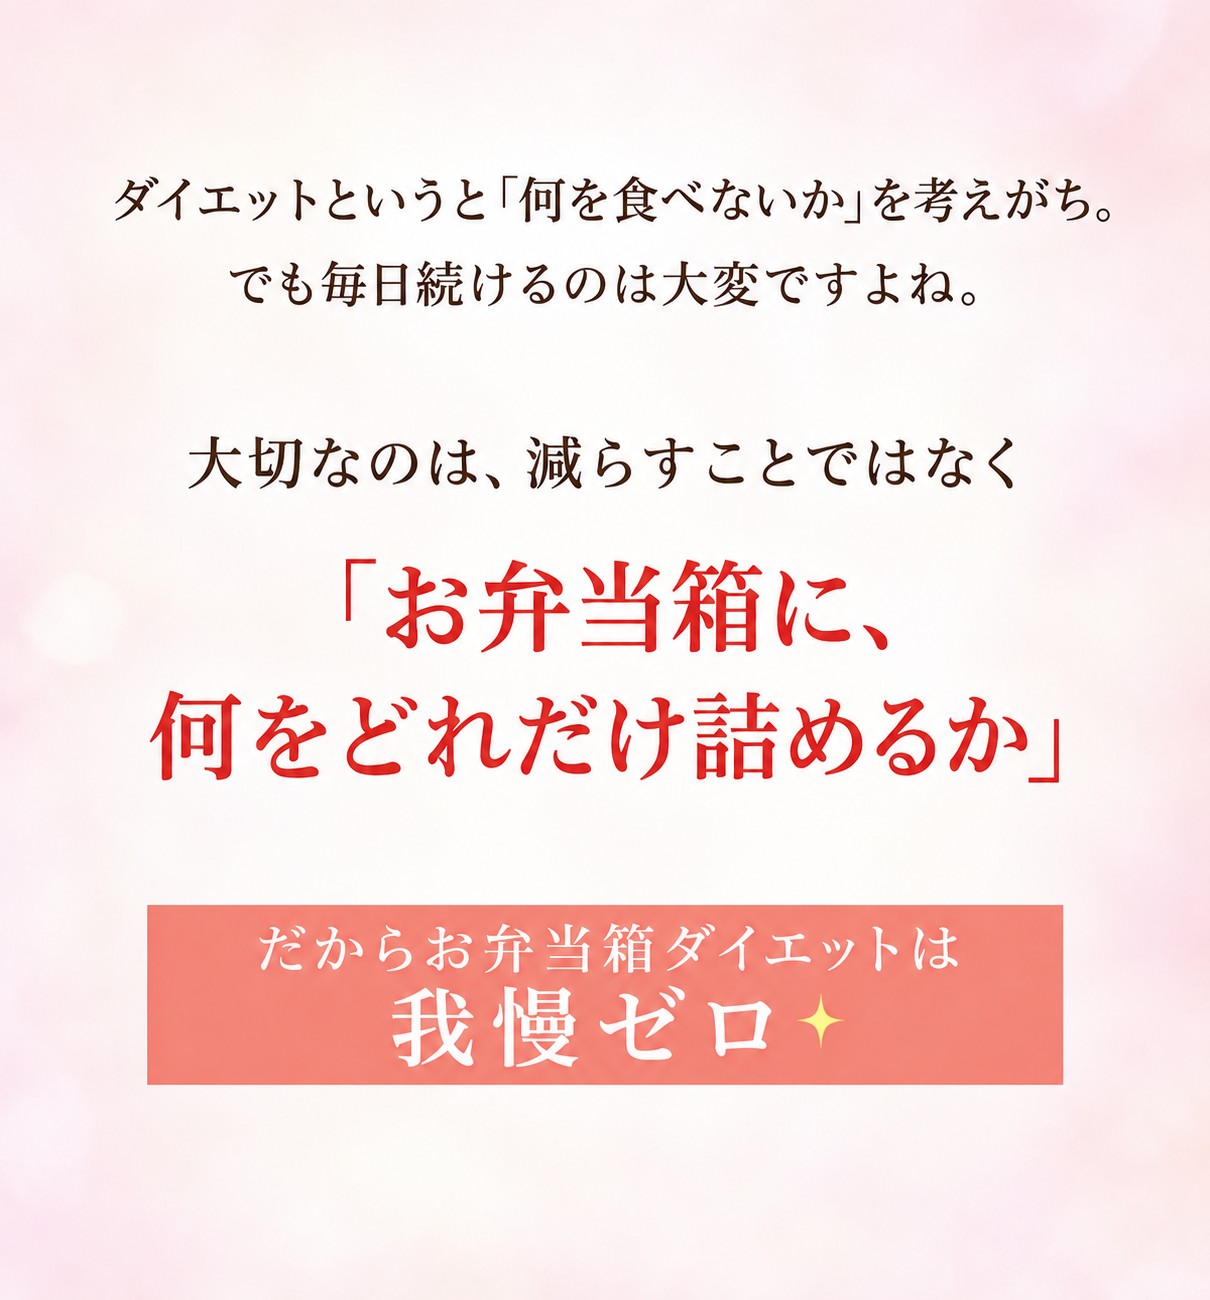 ダイエットというと「何を食べないか」を考えがち。
でも毎日続けるのは大変ですよね。
大切なのは、減らすことではなく
「お弁当箱に、
何をどれだけ詰めるか」
だからお弁当箱ダイエットは
我慢ゼロ